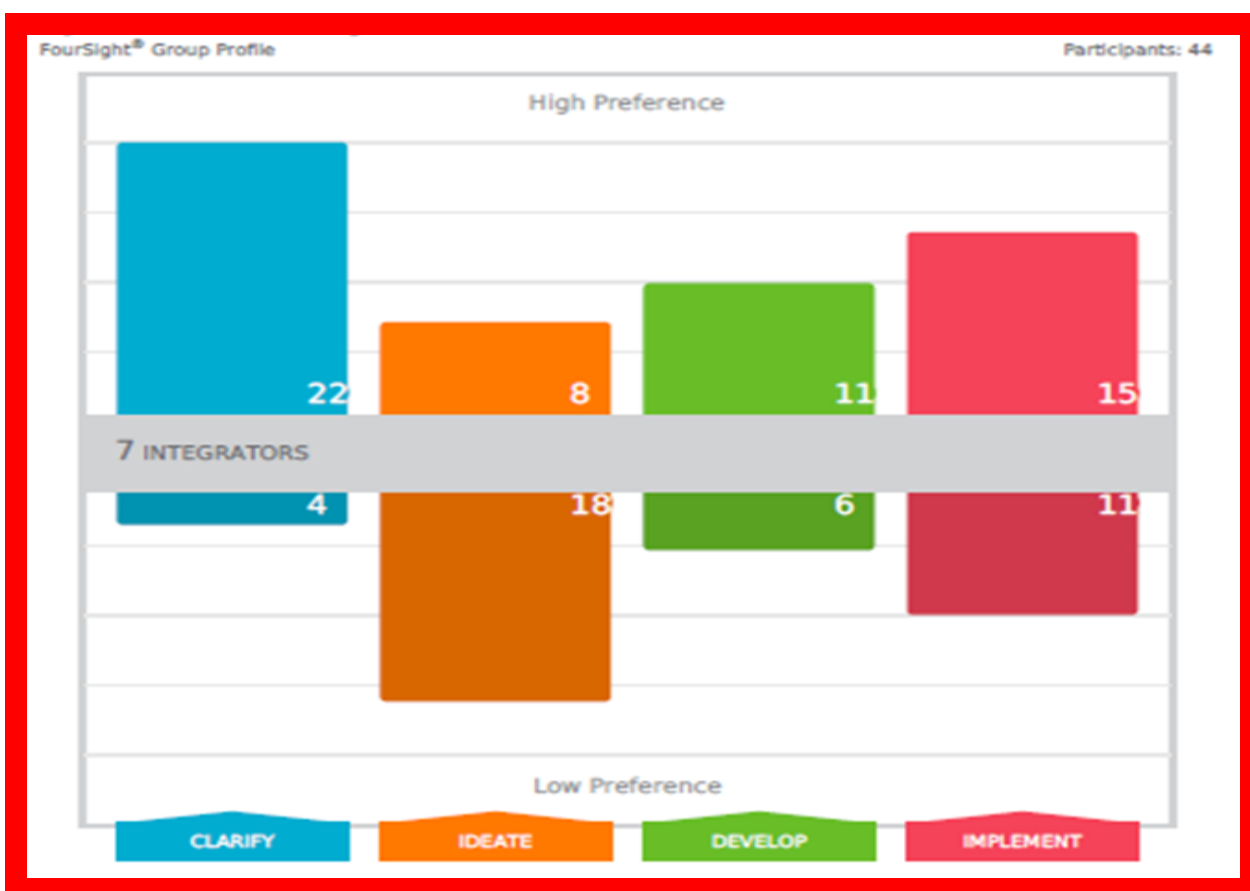 FourSight® Group Profile
Participants: 44
High Preference
22 8 11 15
7 INTEGRATORS
4 18 6 11
Low Preference
CLARIFY IDEATE DEVELOP IMPLEMENT